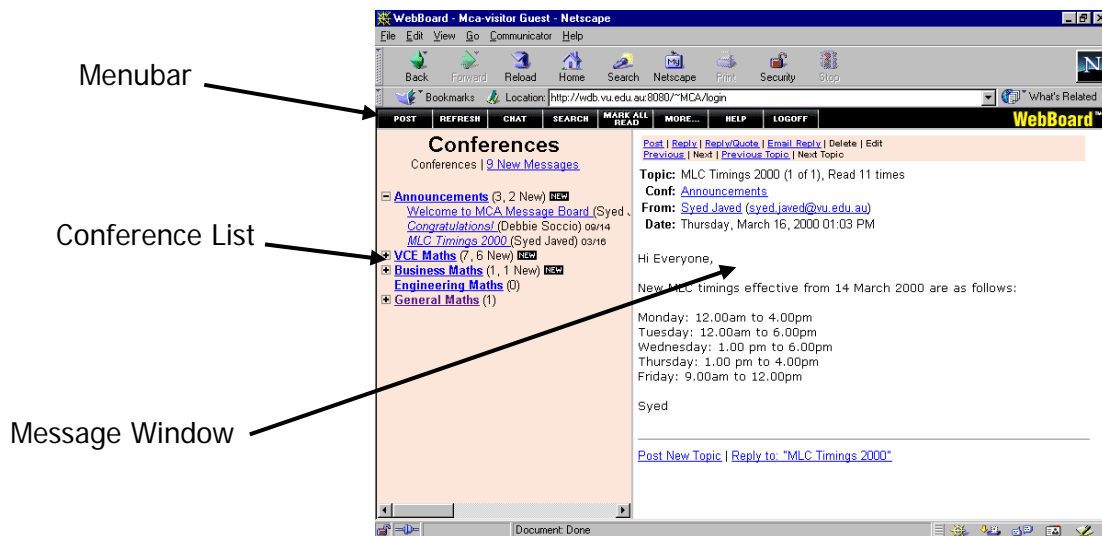 WebBoard - Mca-visitor Guest - Netscape
File Edit View Go Communicator Help
Back Forward Reload Home Search Netscape Print Security Stop
My
N
Bookmarks Location: http://wdb.vu.edu.au:8080/~MCA/login What's Related
POST REFRESH CHAT SEARCH MARK ALL READ MORE... HELP LOGOFF WebBoard™
Menubar
Conferences
Conferences | 9 New Messages
Announcements (3, 2 New) NEW
Welcome to MCA Message Board (Syed
Congratulations! (Debbie Soccio) 09/14
MLC Timings 2000 (Syed Javed) 03/16
VCE Maths (7, 6 New) NEW
Business Maths (1, 1 New) NEW
Engineering Maths (0)
General Maths (1)
Conference List
Message Window
Post | Reply | Reply/Quote | Email Reply | Delete | Edit
Previous | Next | Previous Topic | Next Topic
Topic: MLC Timings 2000 (1 of 1), Read 11 times
Conf: Announcements
From: Syed Javed (syed.javed@vu.edu.au)
Date: Thursday, March 16, 2000 01:03 PM
Hi Everyone,
New MLC timings effective from 14 March 2000 are as follows:
Monday: 12.00am to 4.00pm
Tuesday: 12.00am to 6.00pm
Wednesday: 1.00 pm to 6.00pm
Thursday: 1.00 pm to 4.00pm
Friday: 9.00am to 12.00pm
Syed
Post New Topic | Reply to: "MLC Timings 2000"
Document: Done